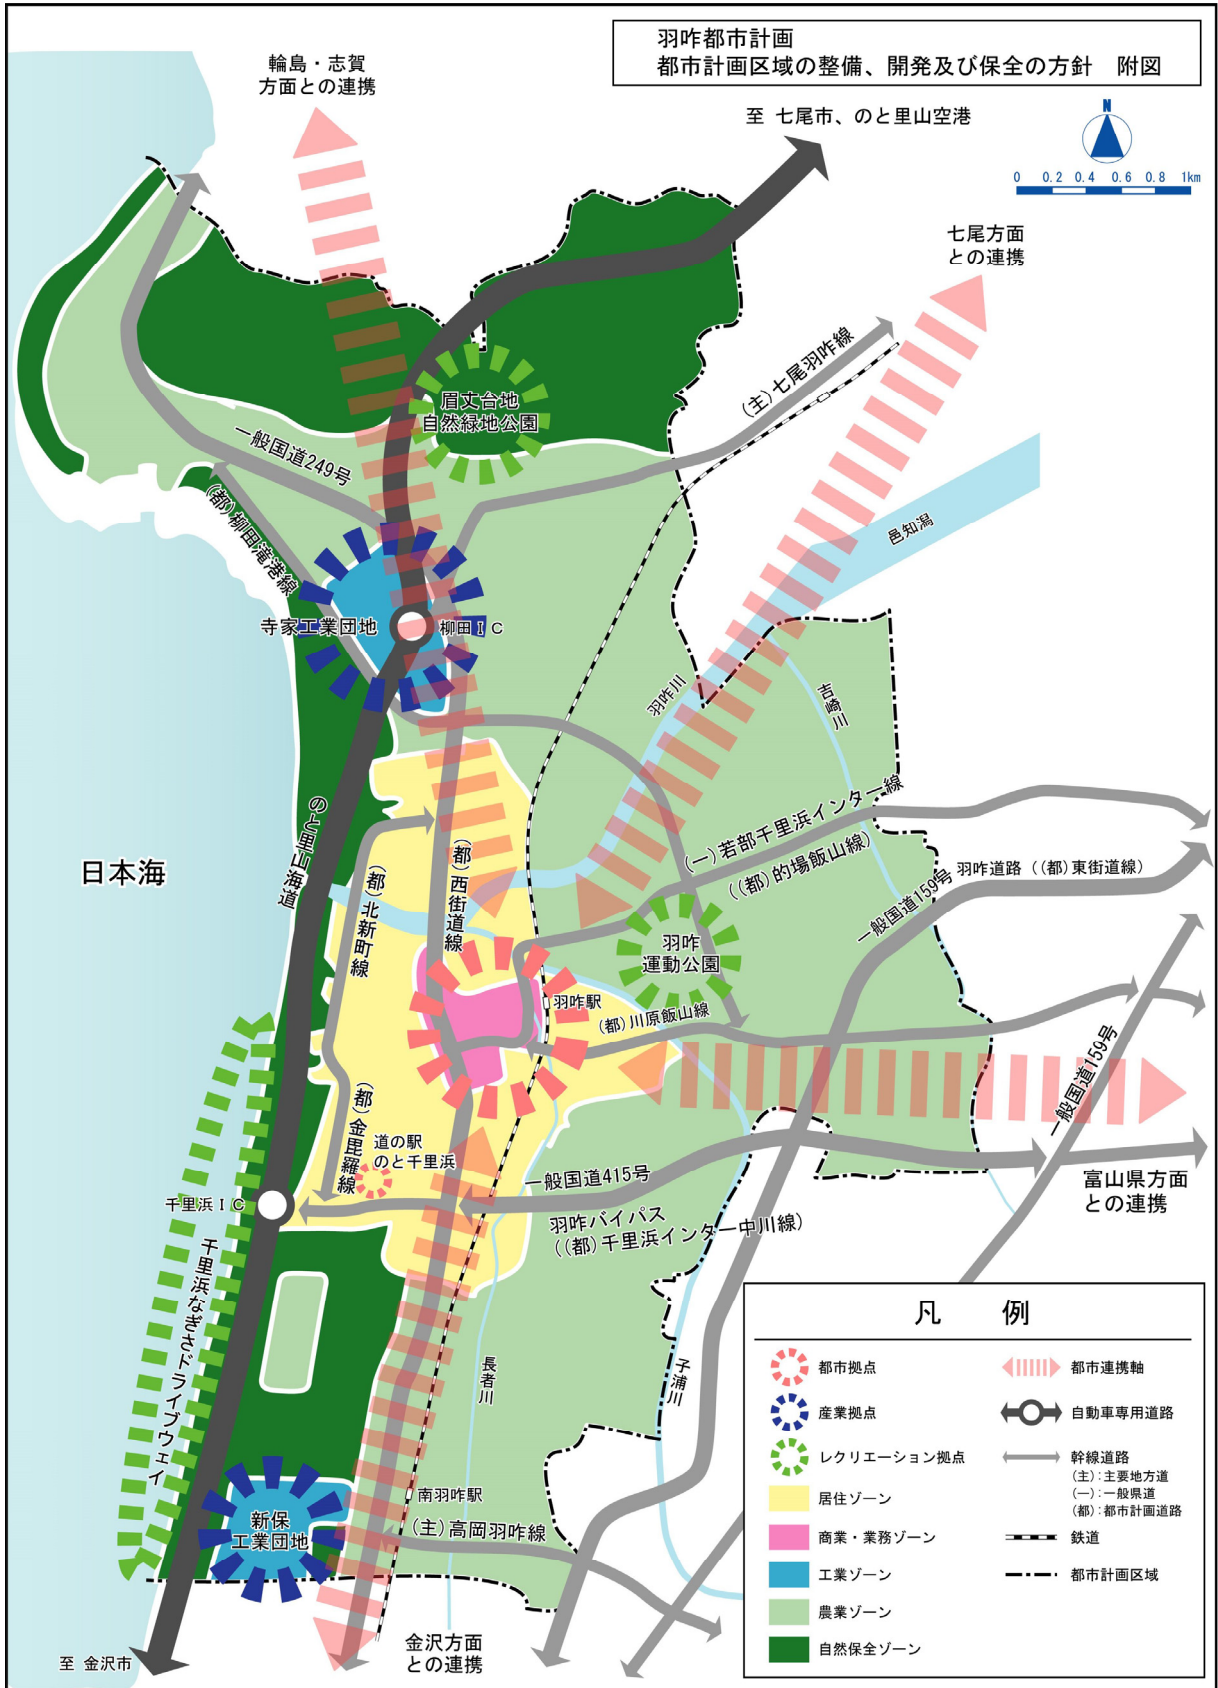 羽咋都市計画
都市計画区域の整備、開発及び保全の方針　附図
輪島・志賀
方面との連携
至 七尾市、のと里山空港
N
0 0.2 0.4 0.6 0.8 1km
七尾方面
との連携
(主)七尾羽咋線
眉丈台地
自然緑地公園
一般国道249号
(都)柳田滝港線
邑知潟
寺家工業団地
柳田ＩＣ
羽咋川
吉崎川
のと里山海道
(一)若部千里浜インター線
((都)的場飯山線)
日本海
(都)西街道線
(都)北新町線
一般国道159号 羽咋道路((都)東街道線)
羽咋
運動公園
羽咋駅
(都)川原飯山線
一般国道159号
(都)金毘羅線
道の駅
のと千里浜
一般国道415号
千里浜ＩＣ
羽咋バイパス
((都)千里浜インター中川線)
富山県方面
との連携
千里浜なぎさドライブウェイ
長者川
子浦川
南羽咋駅
(主)高岡羽咋線
新保
工業団地
金沢方面
との連携
至 金沢市
凡　例
都市拠点
産業拠点
レクリエーション拠点
居住ゾーン
商業・業務ゾーン
工業ゾーン
農業ゾーン
自然保全ゾーン
都市連携軸
自動車専用道路
幹線道路
(主):主要地方道
(一):一般県道
(都):都市計画道路
鉄道
都市計画区域